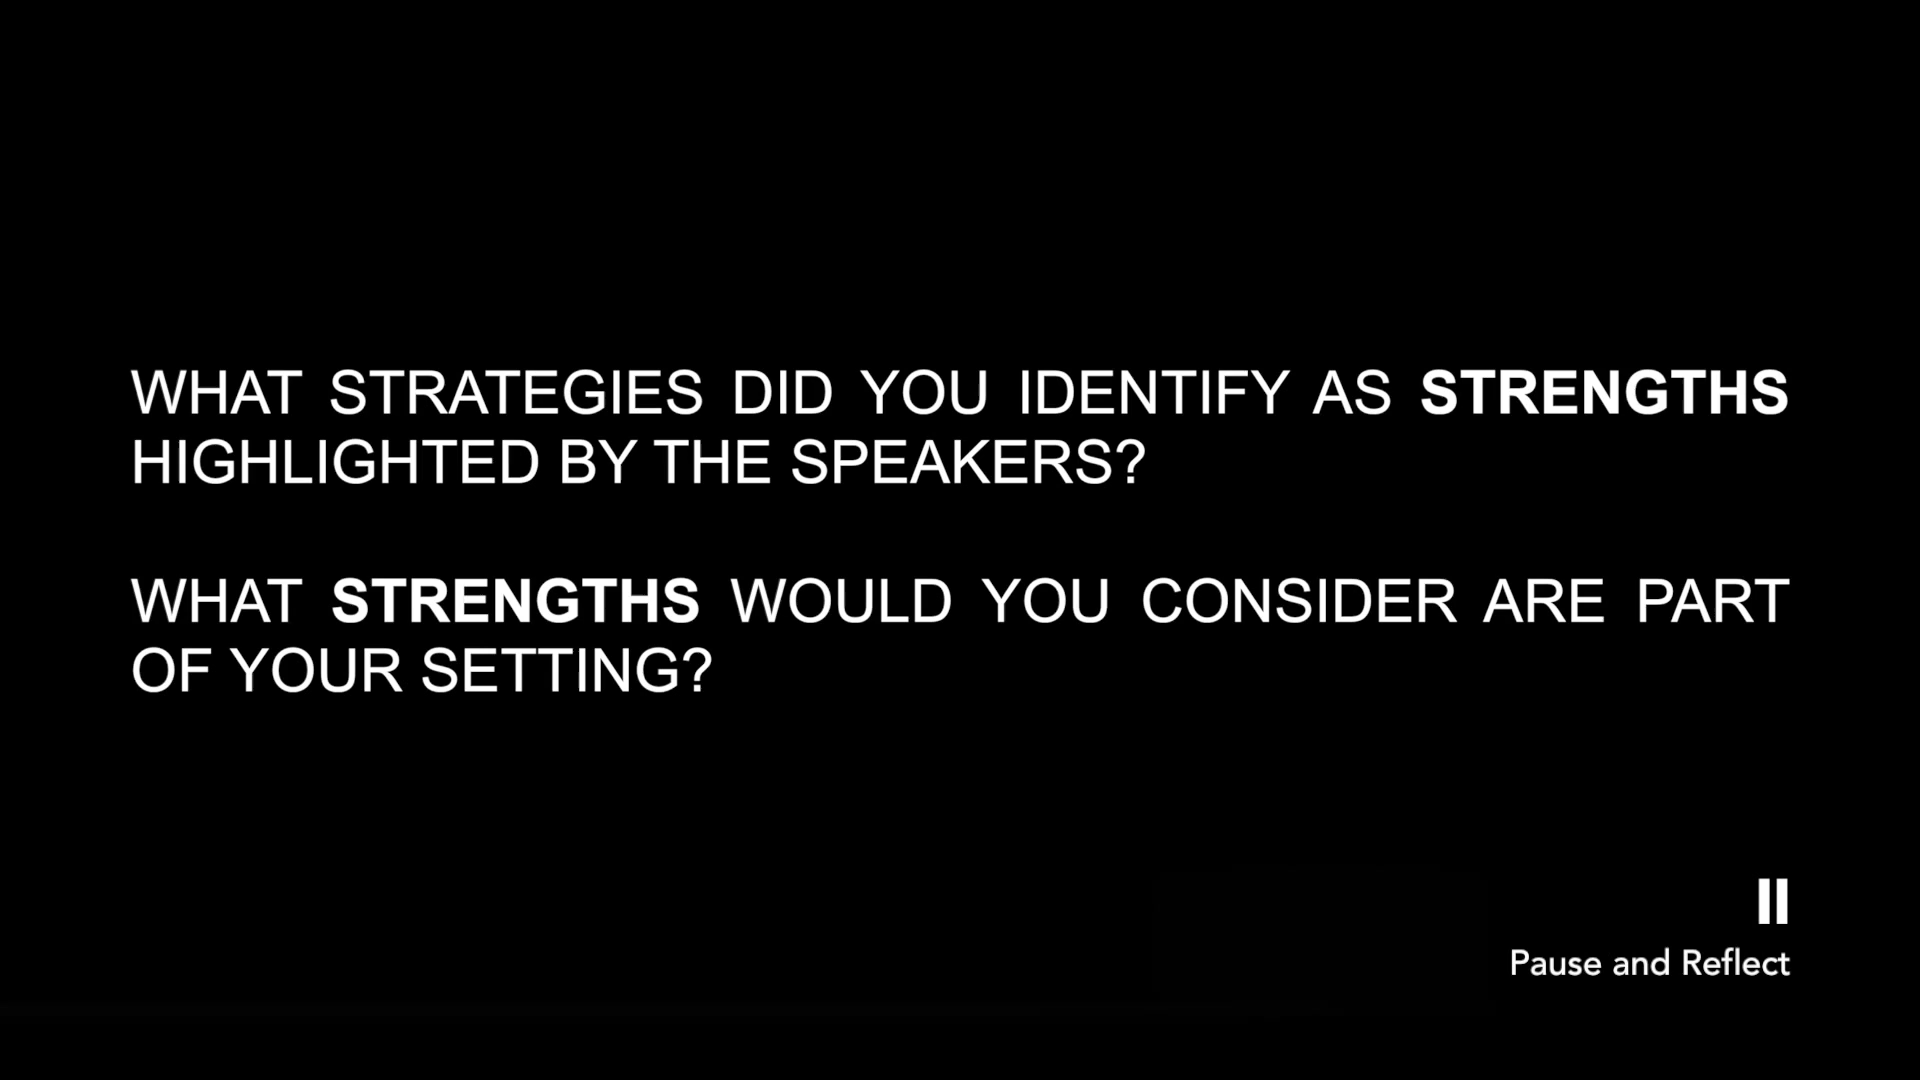 WHAT STRATEGIES DID YOU IDENTIFY AS STRENGTHS
HIGHLIGHTED BY THE SPEAKERS?
WHAT STRENGTHS WOULD YOU CONSIDER ARE PART
OF YOUR SETTING?
Pause and Reflect